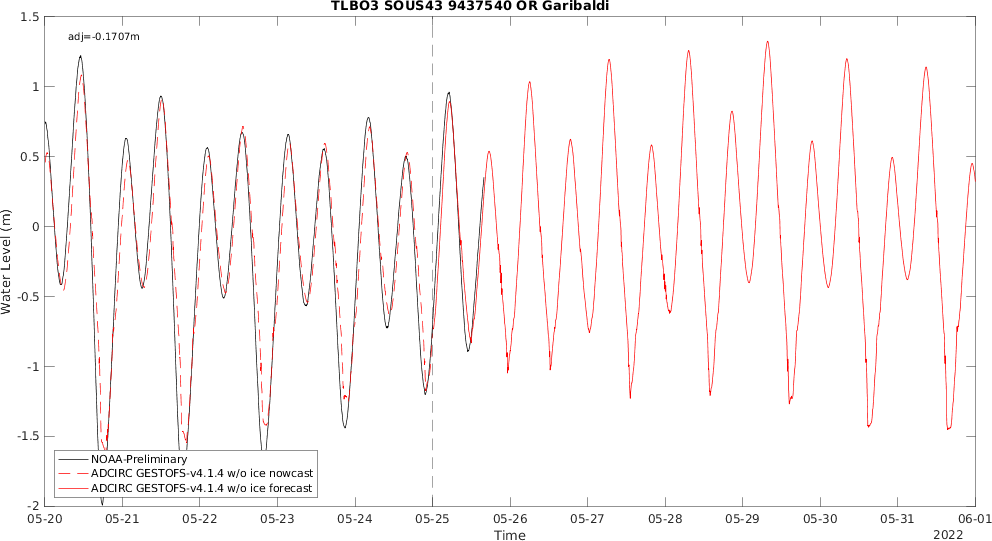 TLBO3 SOUS43 9437540 OR Garibaldi
adj=-0.1707m
1.5
1
0.5
0
-0.5
-1
-1.5
-2
Water Level (m)
NOAA-Preliminary
ADCIRC GESTOFS-v4.1.4 w/o ice nowcast
ADCIRC GESTOFS-v4.1.4 w/o ice forecast
05-20 05-21 05-22 05-23 05-24 05-25 05-26 05-27 05-28 05-29 05-30 05-31 06-01
Time
2022